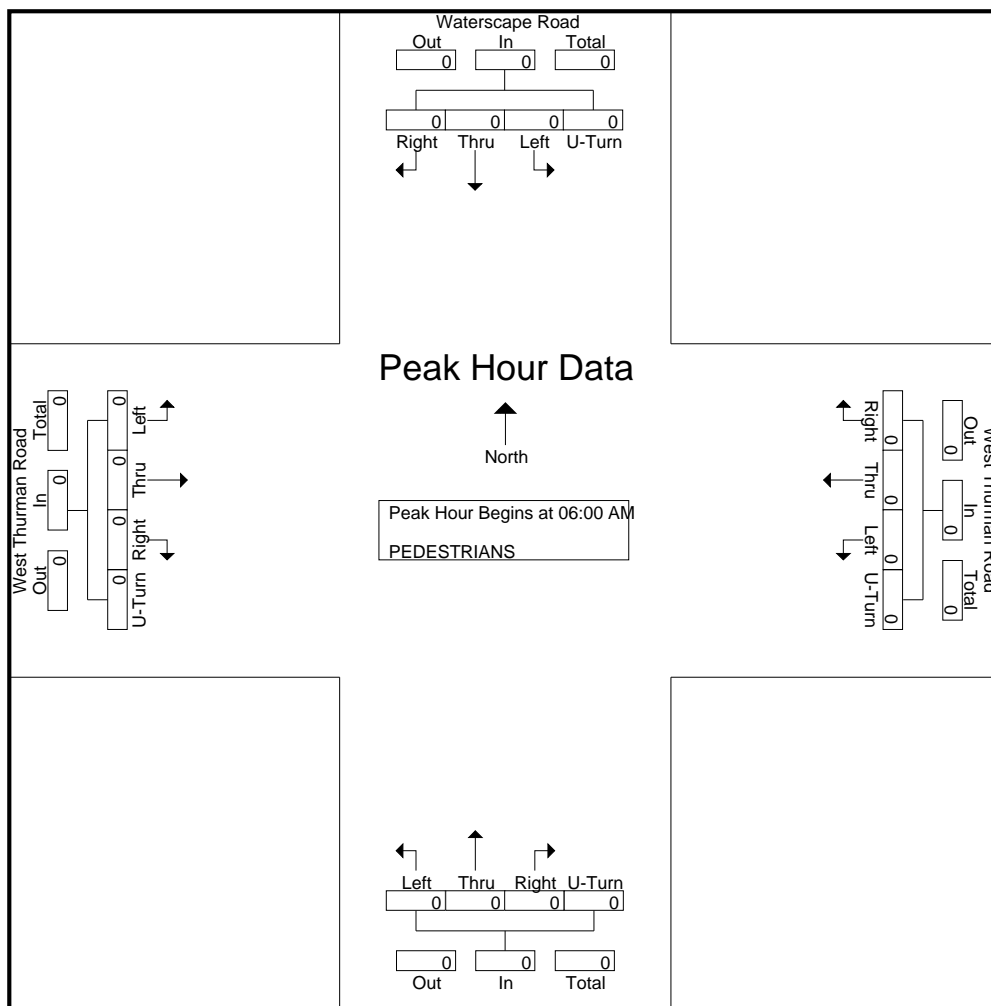 Waterscape Road
Out In Total
0 0 0
0 0 0 0
Right Thru Left U-Turn
Peak Hour Data
North
Peak Hour Begins at 06:00 AM
PEDESTRIANS
West Thurman Road
Total In Out
0 0 0
0 0 0 0
Left Thru Right U-Turn
West Thurman Road
Out In Total
0 0 0
0 0 0 0
Right Thru Left U-Turn
Left Thru Right U-Turn
0 0 0 0
0 0 0
Out In Total